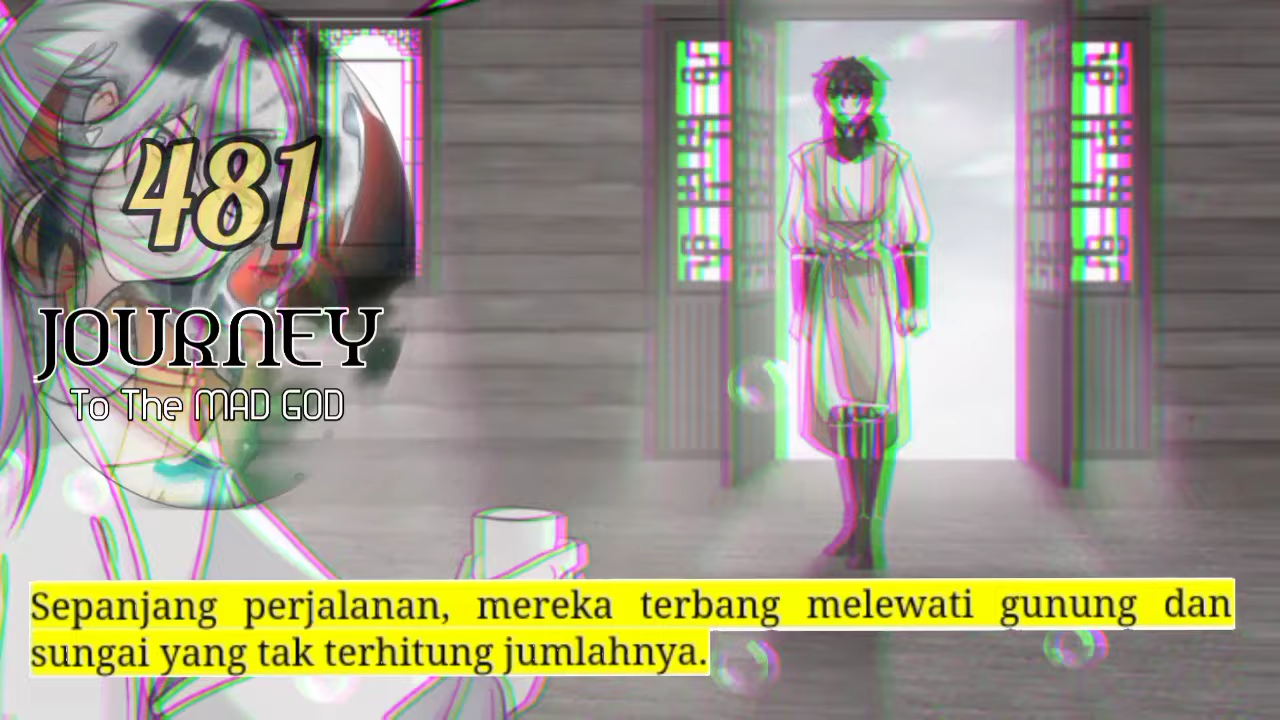 481
JOURNEY
To The MAD GOD
Sepanjang perjalanan, mereka terbang melewati gunung dan
sungai yang tak terhitung jumlahnya.